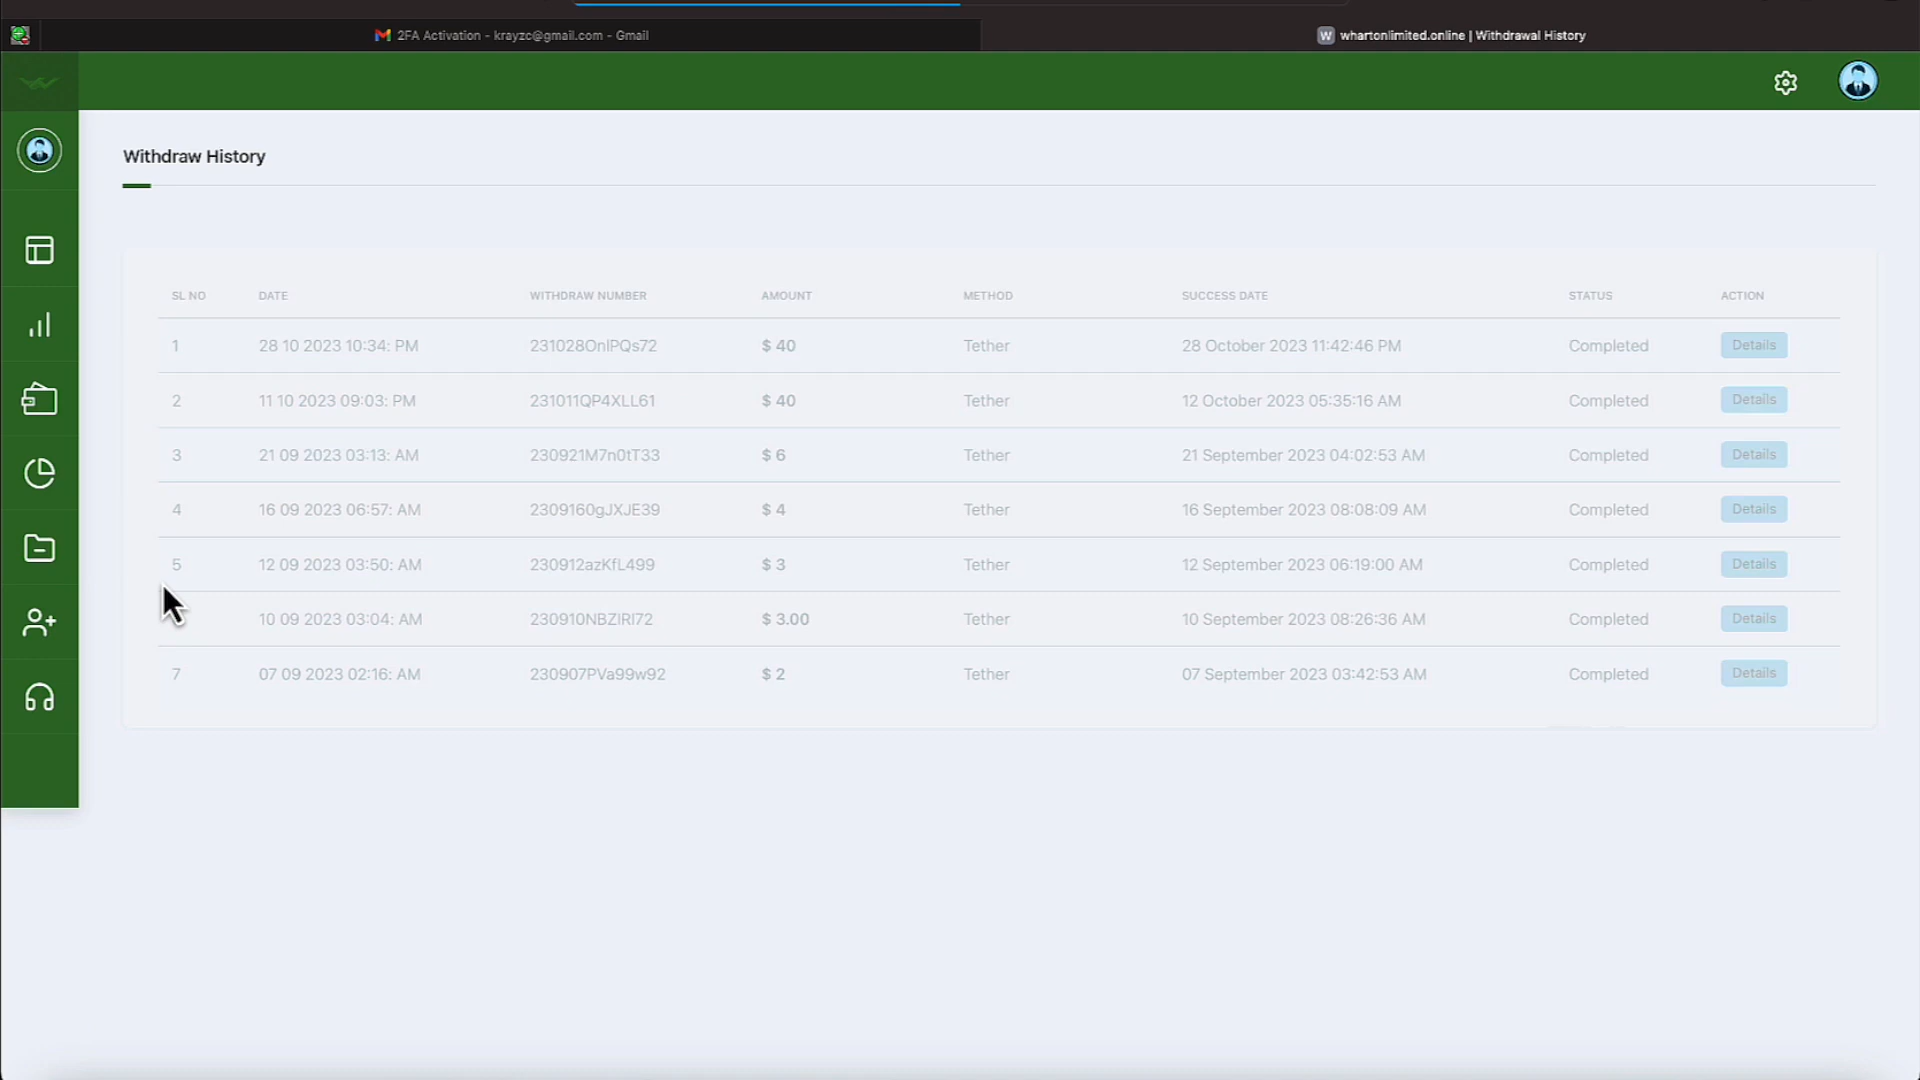 2FA Activation - krayzc@gmail.com - Gmail
W whartonlimited.online | Withdrawal History
Withdraw History
SL NO DATE WITHDRAW NUMBER AMOUNT METHOD SUCCESS DATE STATUS ACTION
1 28 10 2023 10:34: PM 231028OnlPQs72 $ 40 Tether 28 October 2023 11:42:46 PM Completed Details
2 11 10 2023 09:03: PM 231011QP4XLL61 $ 40 Tether 12 October 2023 05:35:16 AM Completed Details
3 21 09 2023 03:13: AM 230921M7n0tT33 $ 6 Tether 21 September 2023 04:02:53 AM Completed Details
4 16 09 2023 06:57: AM 2309160gJXJE39 $ 4 Tether 16 September 2023 08:08:09 AM Completed Details
5 12 09 2023 03:50: AM 230912azKfL499 $ 3 Tether 12 September 2023 06:19:00 AM Completed Details
10 09 2023 03:04: AM 230910NBZlRl72 $ 3.00 Tether 10 September 2023 08:26:36 AM Completed Details
7 07 09 2023 02:16: AM 230907PVa99w92 $ 2 Tether 07 September 2023 03:42:53 AM Completed Details